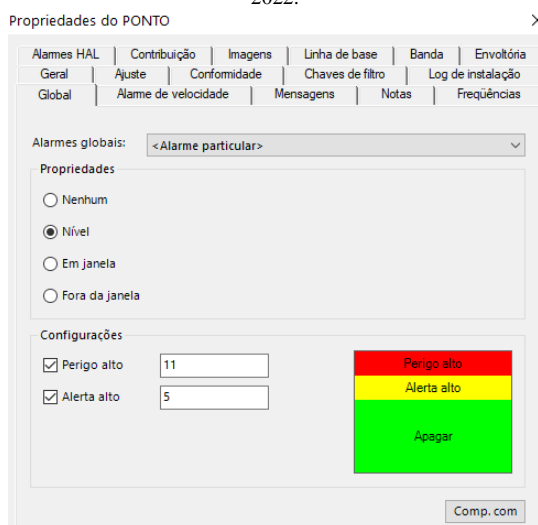 2022.
Propriedades do PONTO
Alarmes HAL Contribuição Imagens Linha de base Banda Envoltória
Geral Ajuste Conformidade Chaves de filtro Log de instalação
Global Alarme de velocidade Mensagens Notas Freqüências
Alarmes globais: <Alarme particular>
Propriedades
Nenhum
Nível
Em janela
Fora da janela
Configurações
Perigo alto 11
Alerta alto 5
Perigo alto
Alerta alto
Apagar
Comp. com